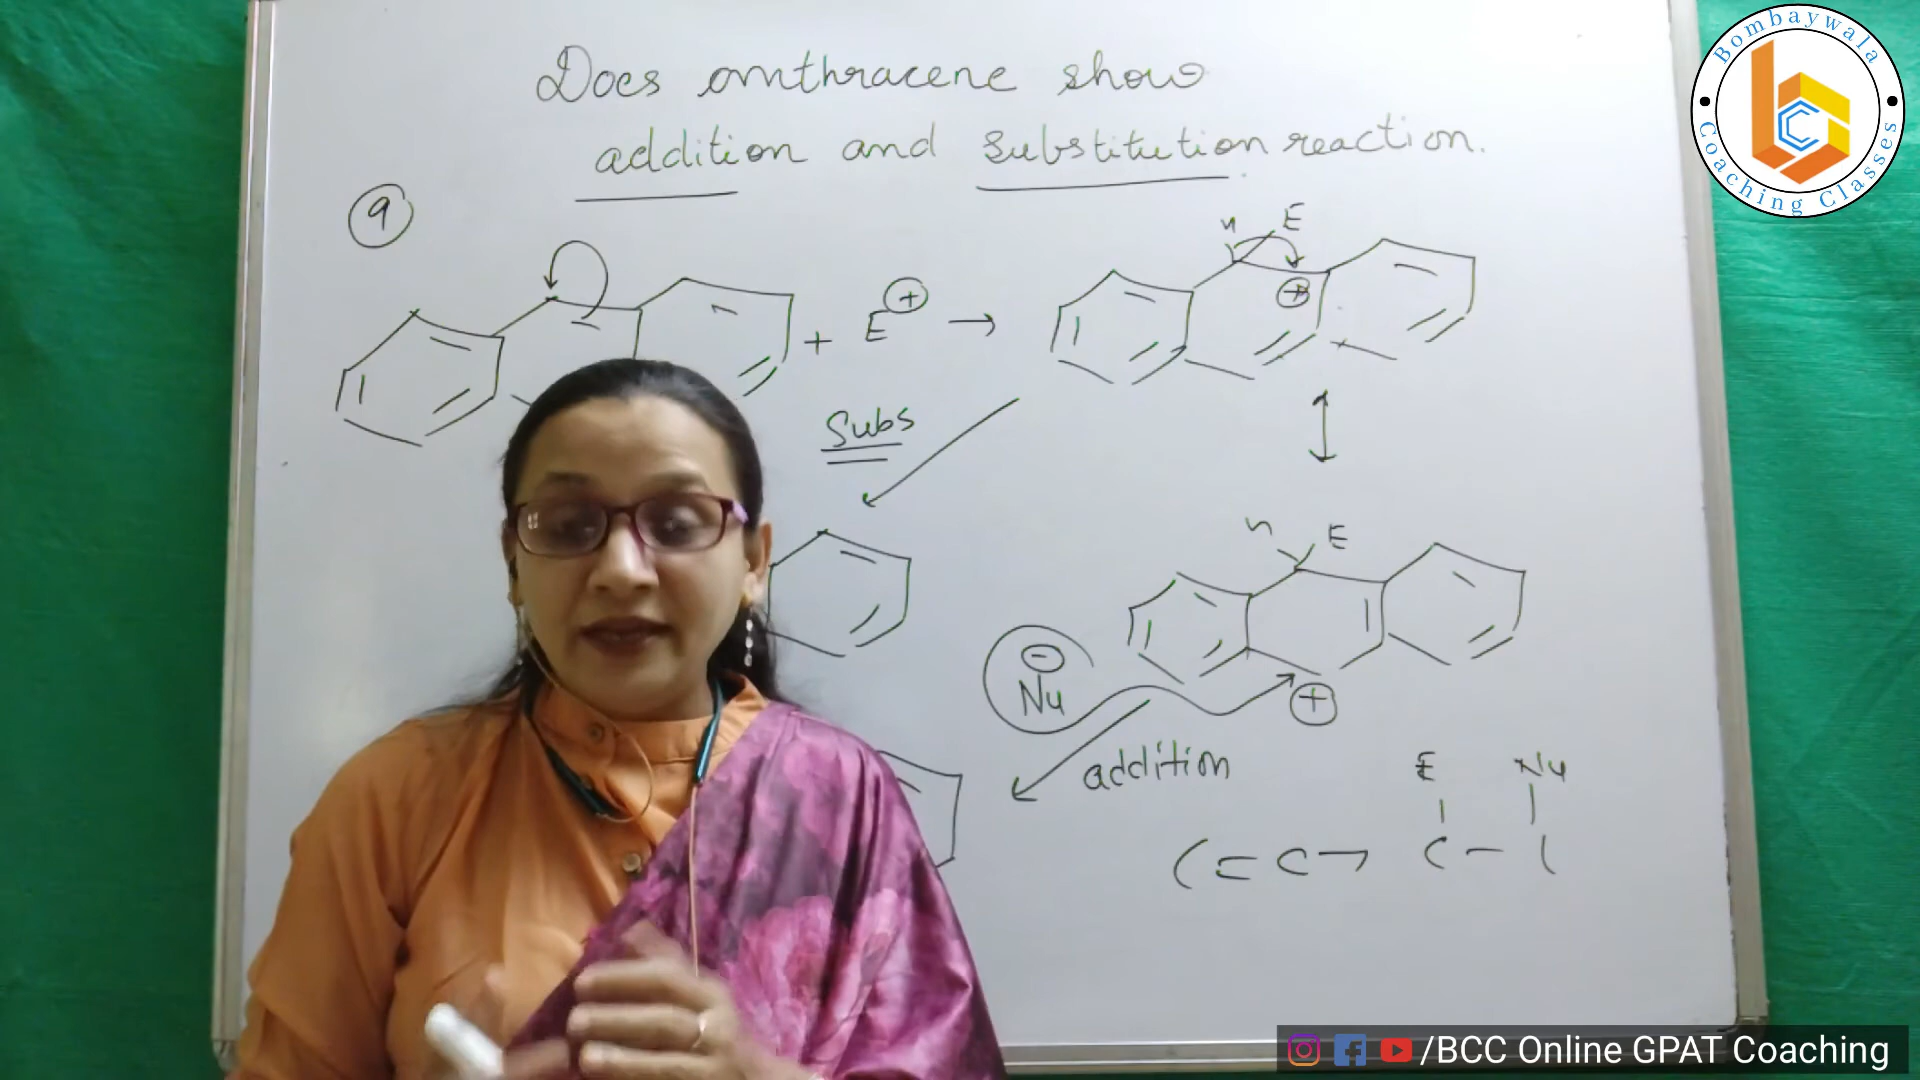 Does anthracene show
addition and substitution reaction.
9
H E
+ E + →
+
Subs
H E
-
Nu
+
addition
E Nu
C = C → C - C
Bombaywala
Coaching Classes
bcc
/BCC Online GPAT Coaching